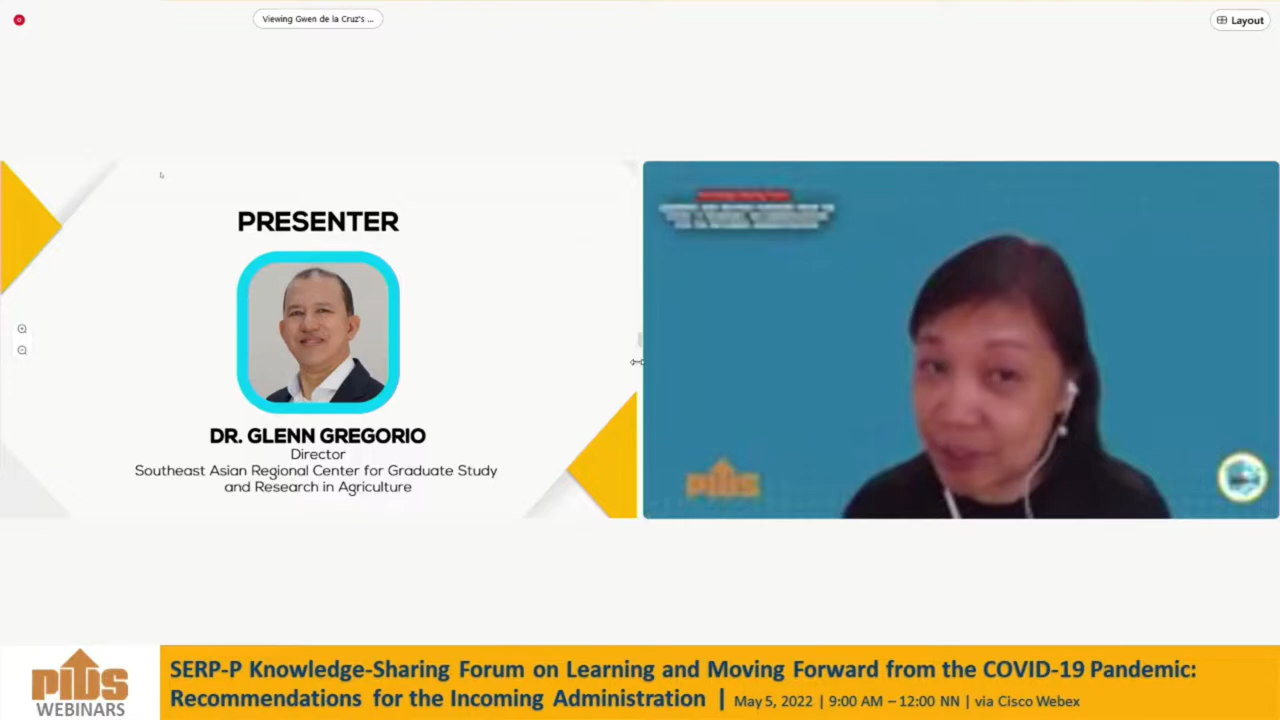 Viewing Gwen de la Cruz's ...
Layout
PRESENTER
DR. GLENN GREGORIO
Director
Southeast Asian Regional Center for Graduate Study
and Research in Agriculture
pids
pids
WEBINARS
SERP-P Knowledge-Sharing Forum on Learning and Moving Forward from the COVID-19 Pandemic:
Recommendations for the Incoming Administration | May 5, 2022 | 9:00 AM – 12:00 NN | via Cisco Webex